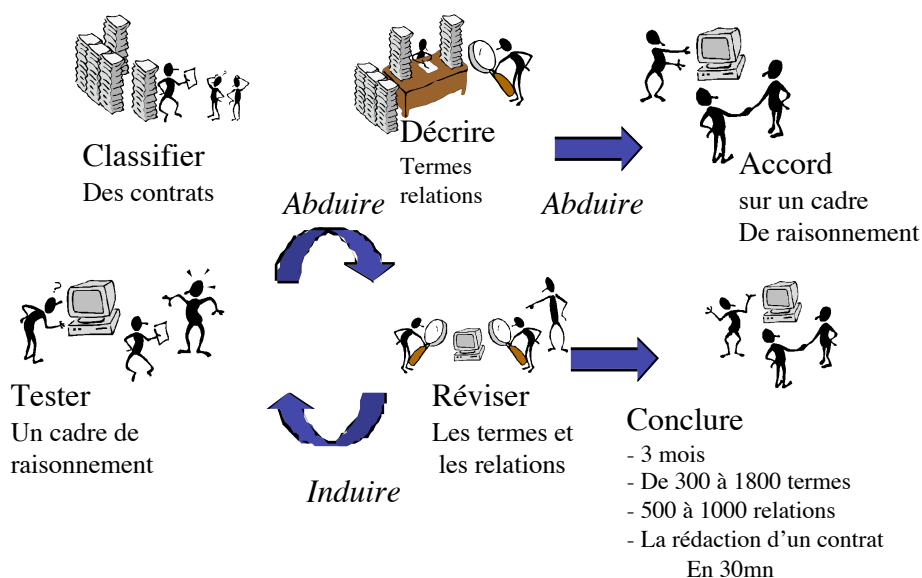 Classifier
Des contrats
Décrire
Termes
relations
Accord
sur un cadre
De raisonnement
Abduire
Abduire
?
Tester
Un cadre de
raisonnement
Réviser
Les termes et
les relations
Induire
Conclure
- 3 mois
- De 300 à 1800 termes
- 500 à 1000 relations
- La rédaction d’un contrat
En 30mn